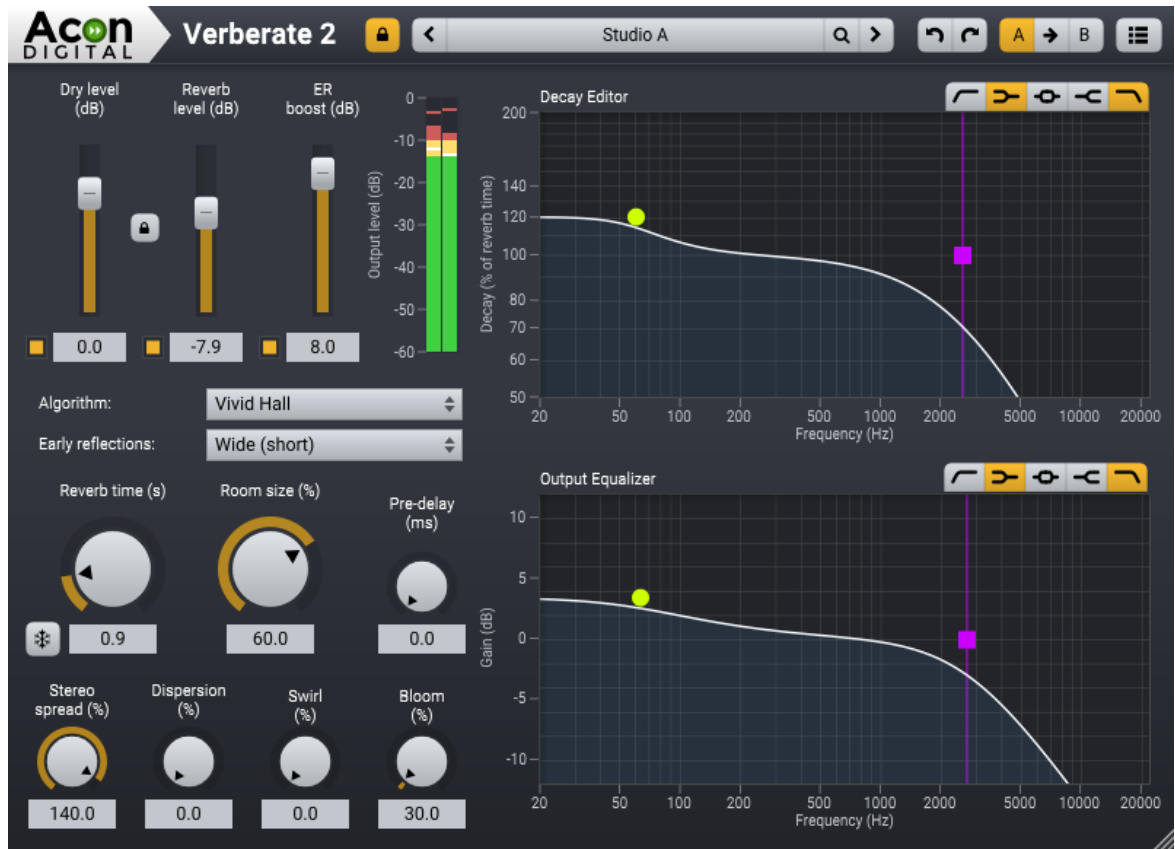 Acon
DIGITAL
Verberate 2
Studio A
A
B
Dry level
(dB)
Reverb
level (dB)
ER
boost (dB)
0.0
-7.9
8.0
Output level (dB)
0
-10
-20
-30
-40
-50
-60
Algorithm:
Vivid Hall
Early reflections:
Wide (short)
Reverb time (s)
Room size (%)
Pre-delay
(ms)
0.9
60.0
0.0
Stereo
spread (%)
Dispersion
(%)
Swirl
(%)
Bloom
(%)
140.0
0.0
0.0
30.0
Decay Editor
Decay (% of reverb time)
200
140
120
100
80
70
60
50
20 50 100 200 500 1000 2000 5000 10000 20000
Frequency (Hz)
Output Equalizer
Gain (dB)
10
5
0
-5
-10
20 50 100 200 500 1000 2000 5000 10000 20000
Frequency (Hz)